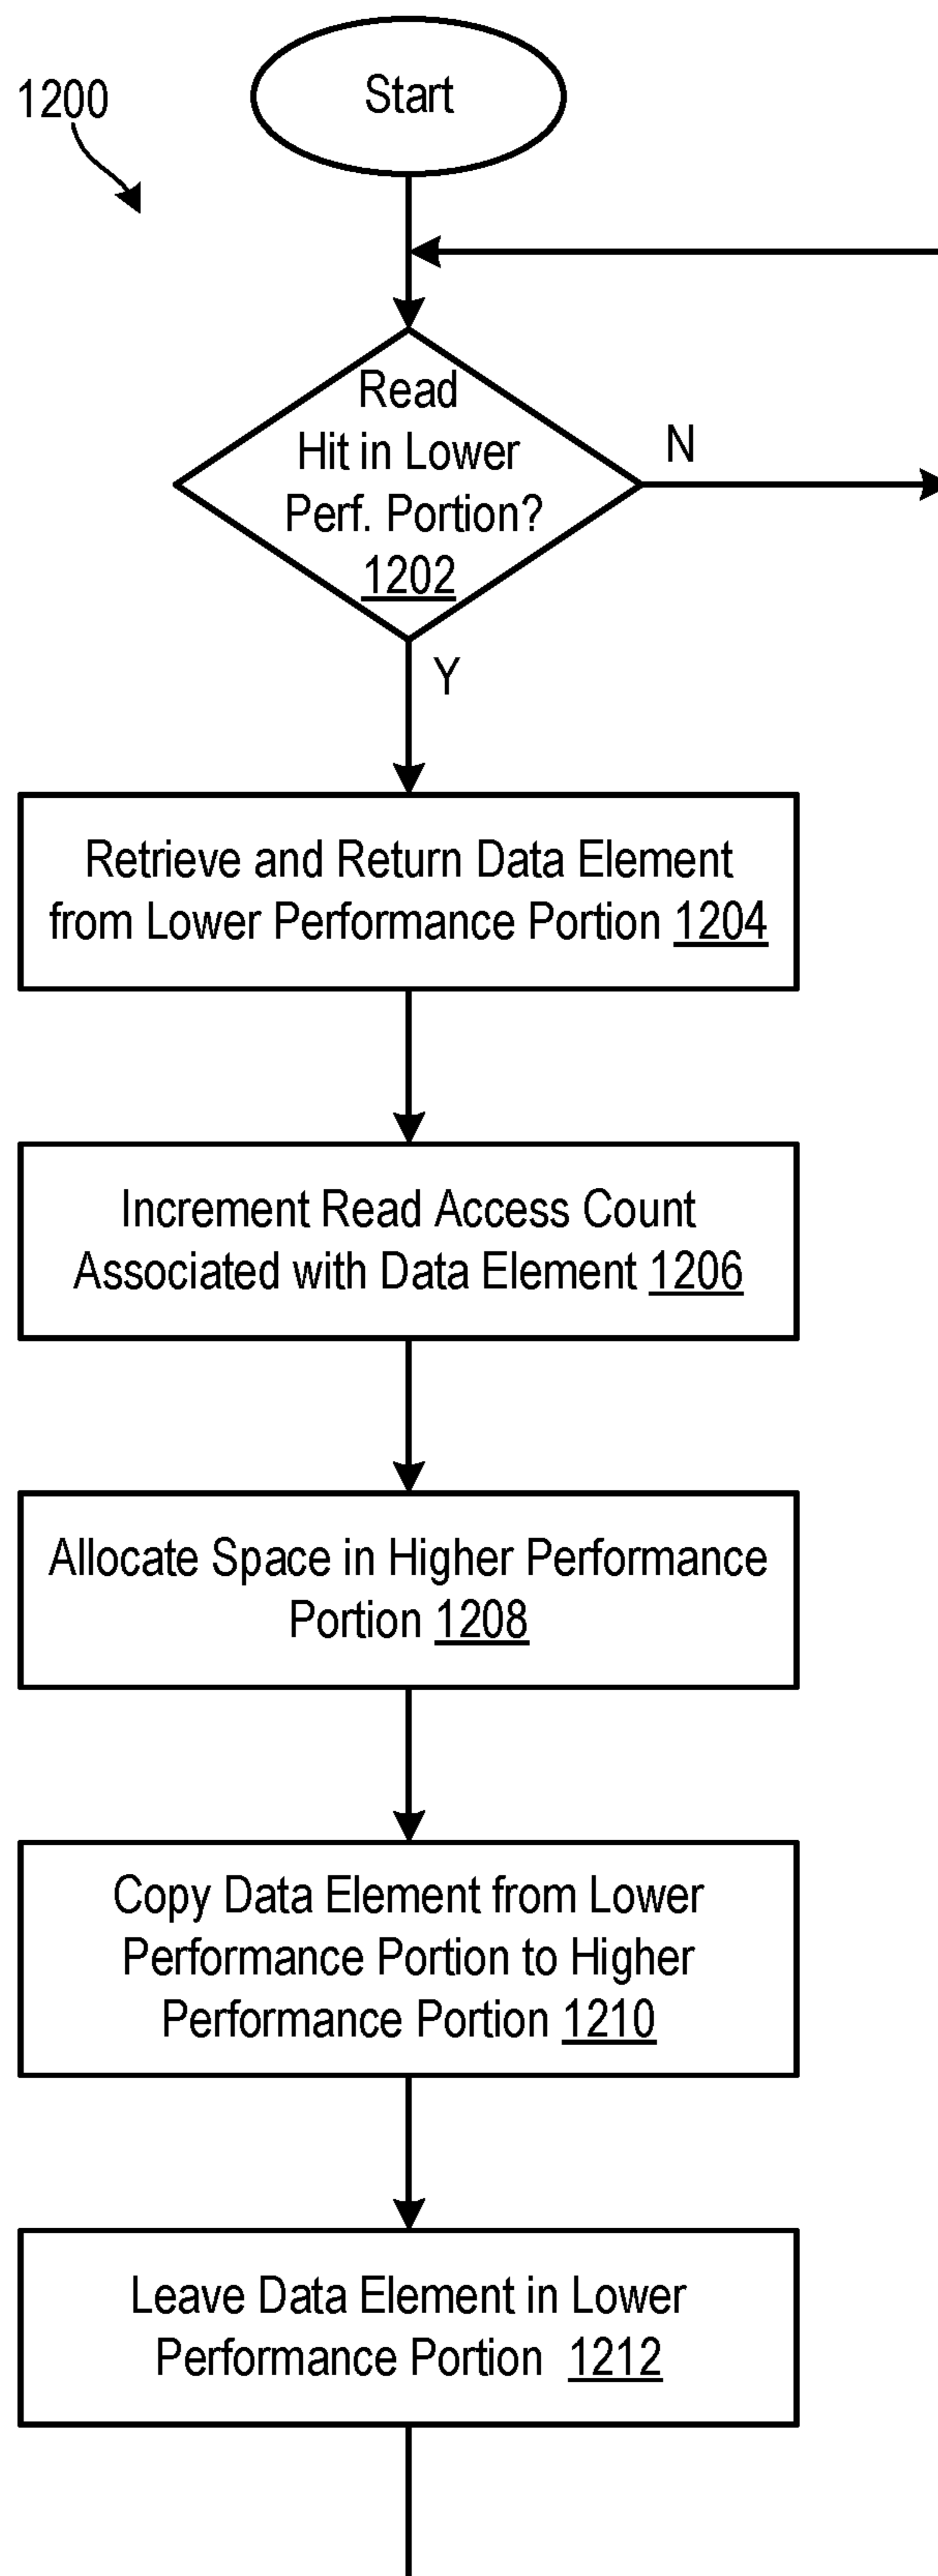 1200
Start
Read
Hit in Lower
Perf. Portion?
1202
N
Y
Retrieve and Return Data Element
from Lower Performance Portion 1204
Increment Read Access Count
Associated with Data Element 1206
Allocate Space in Higher Performance
Portion 1208
Copy Data Element from Lower
Performance Portion to Higher
Performance Portion 1210
Leave Data Element in Lower
Performance Portion 1212